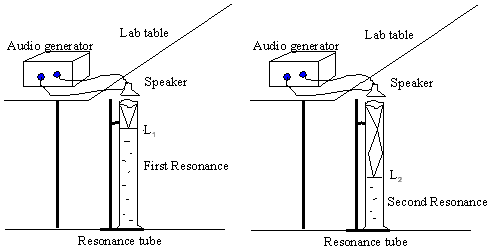 Lab table
Audio generator
Speaker
L1
First Resonance
Resonance tube
Lab table
Audio generator
Speaker
L2
Second Resonance
Resonance tube